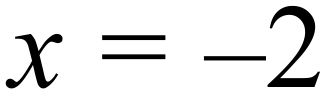 x = −2